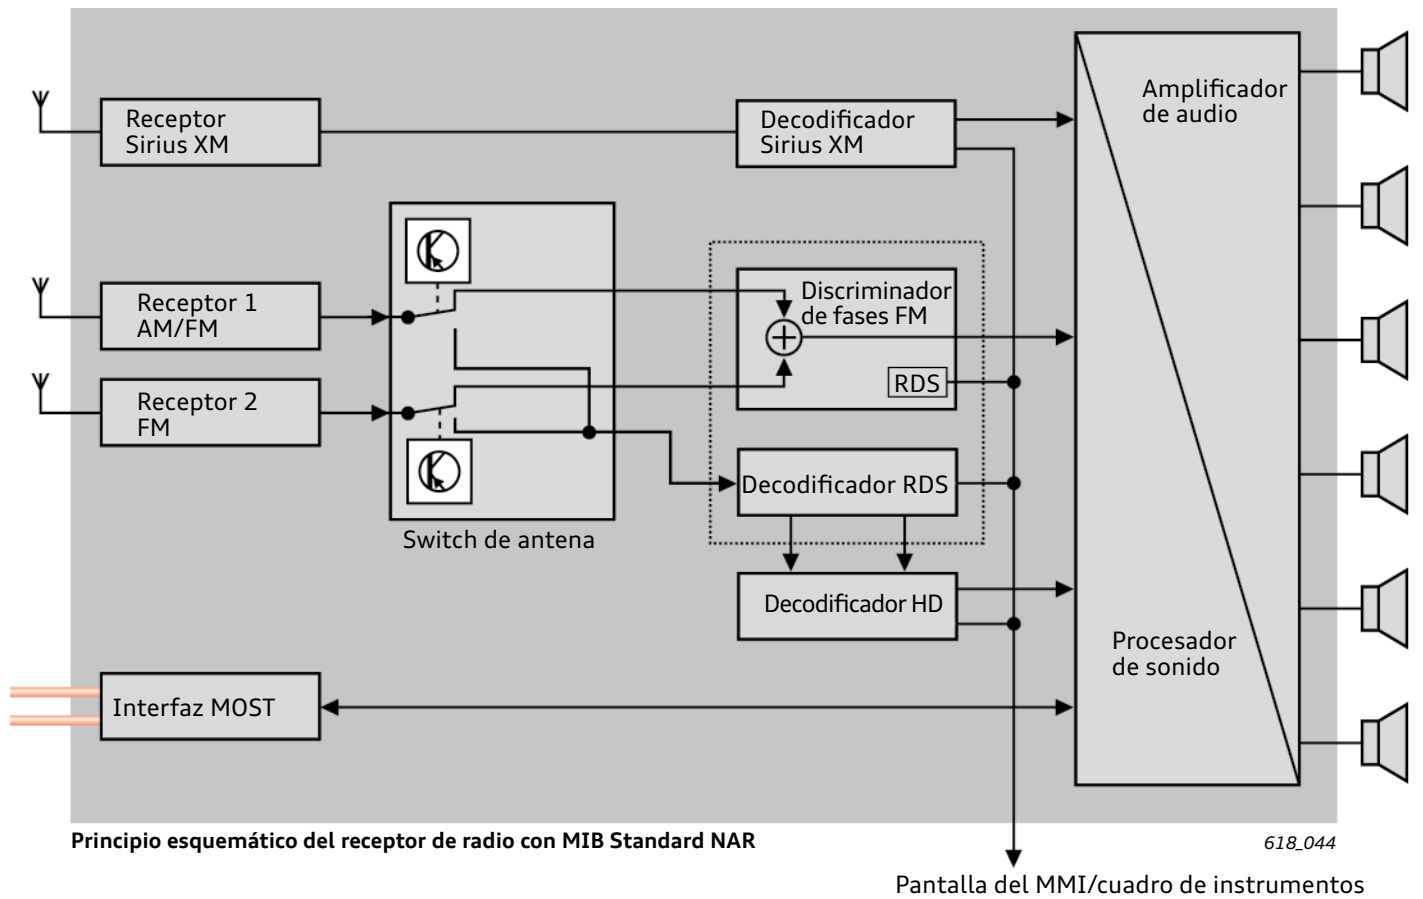 Receptor
Sirius XM
Decodificador
Sirius XM
Amplificador
de audio
Receptor 1
AM/FM
Discriminador
de fases FM
RDS
Receptor 2
FM
Decodificador RDS
Switch de antena
Decodificador HD
Procesador
de sonido
Interfaz MOST
Principio esquemático del receptor de radio con MIB Standard NAR
618_044
Pantalla del MMI/cuadro de instrumentos